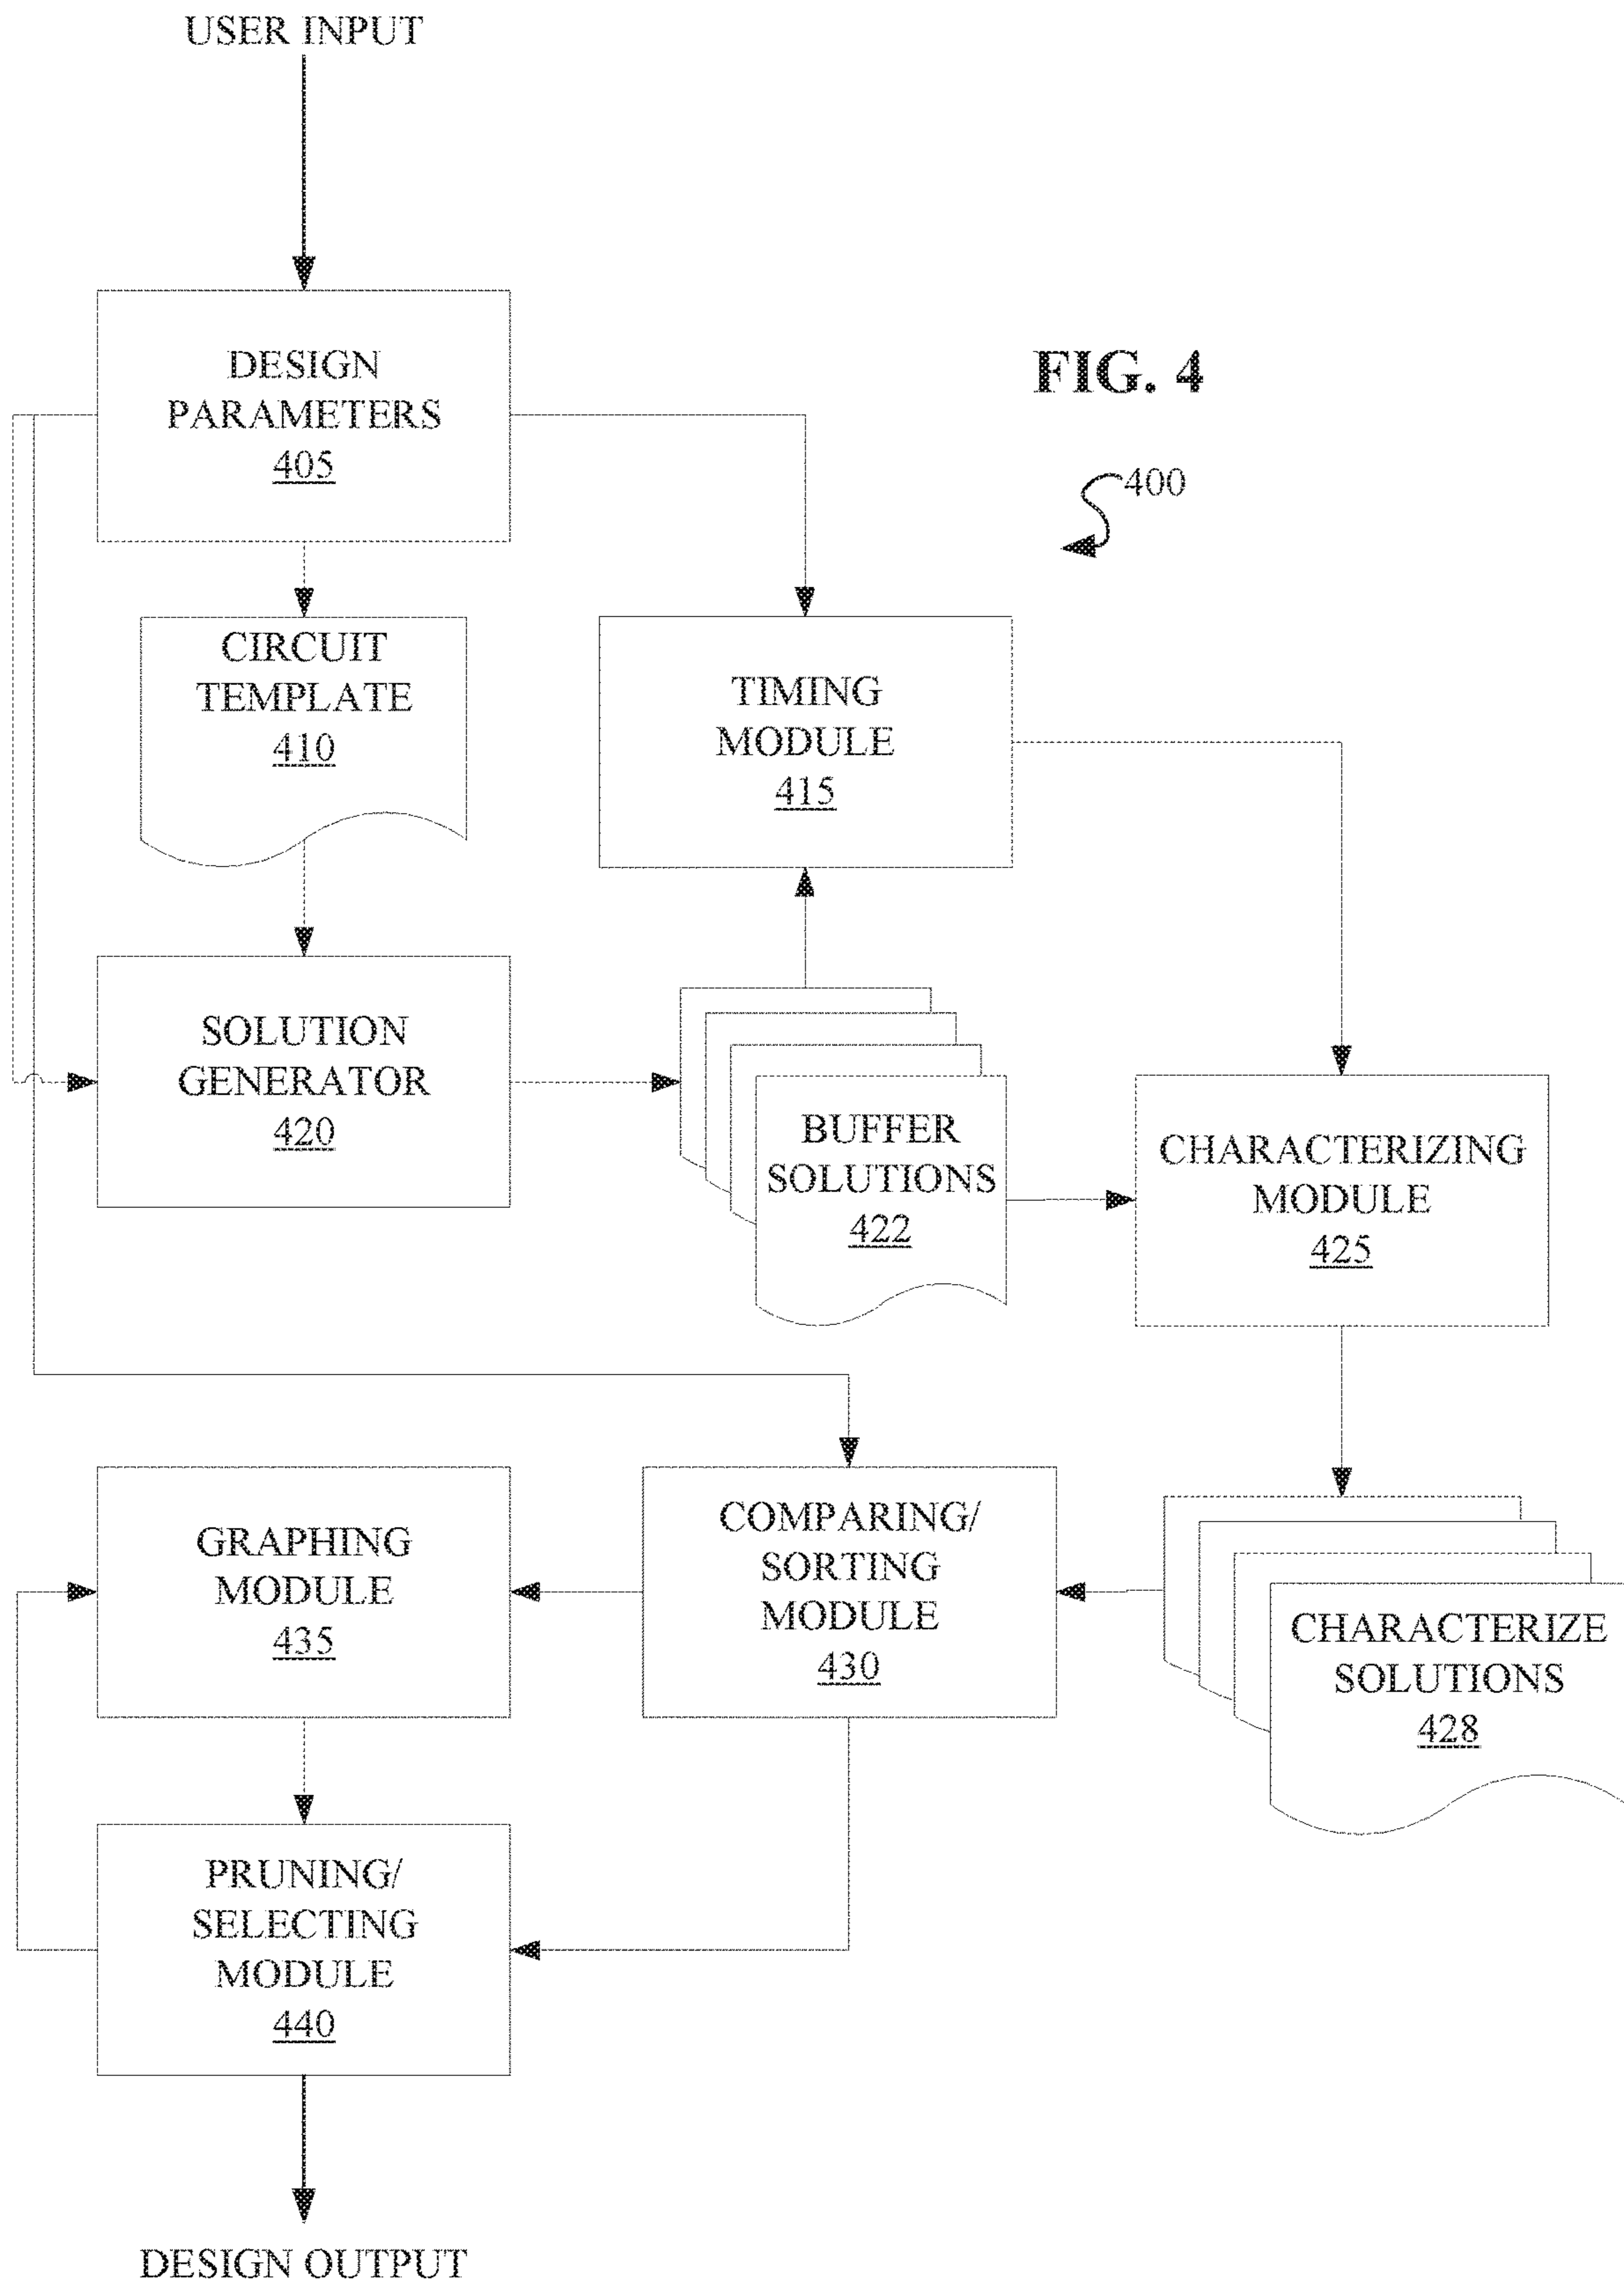 USER INPUT
DESIGN
PARAMETERS
405
FIG. 4
400
CIRCUIT
TEMPLATE
410
TIMING
MODULE
415
SOLUTION
GENERATOR
420
BUFFER
SOLUTIONS
422
CHARACTERIZING
MODULE
425
GRAPHING
MODULE
435
COMPARING/
SORTING
MODULE
430
CHARACTERIZE
SOLUTIONS
428
PRUNING/
SELECTING
MODULE
440
DESIGN OUTPUT